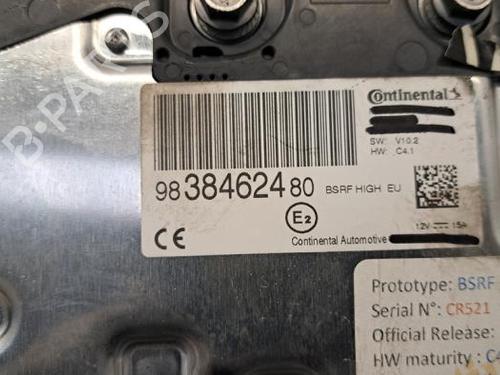 B-PARTS
Continental
SW: V10.2
HW: C4.1
98 384624 80 BSRF HIGH EU
E2
12V 15A
CE
Continental Automotive
Prototype: BSRF
Serial N°: CR521
Official Release:
HW maturity : C4